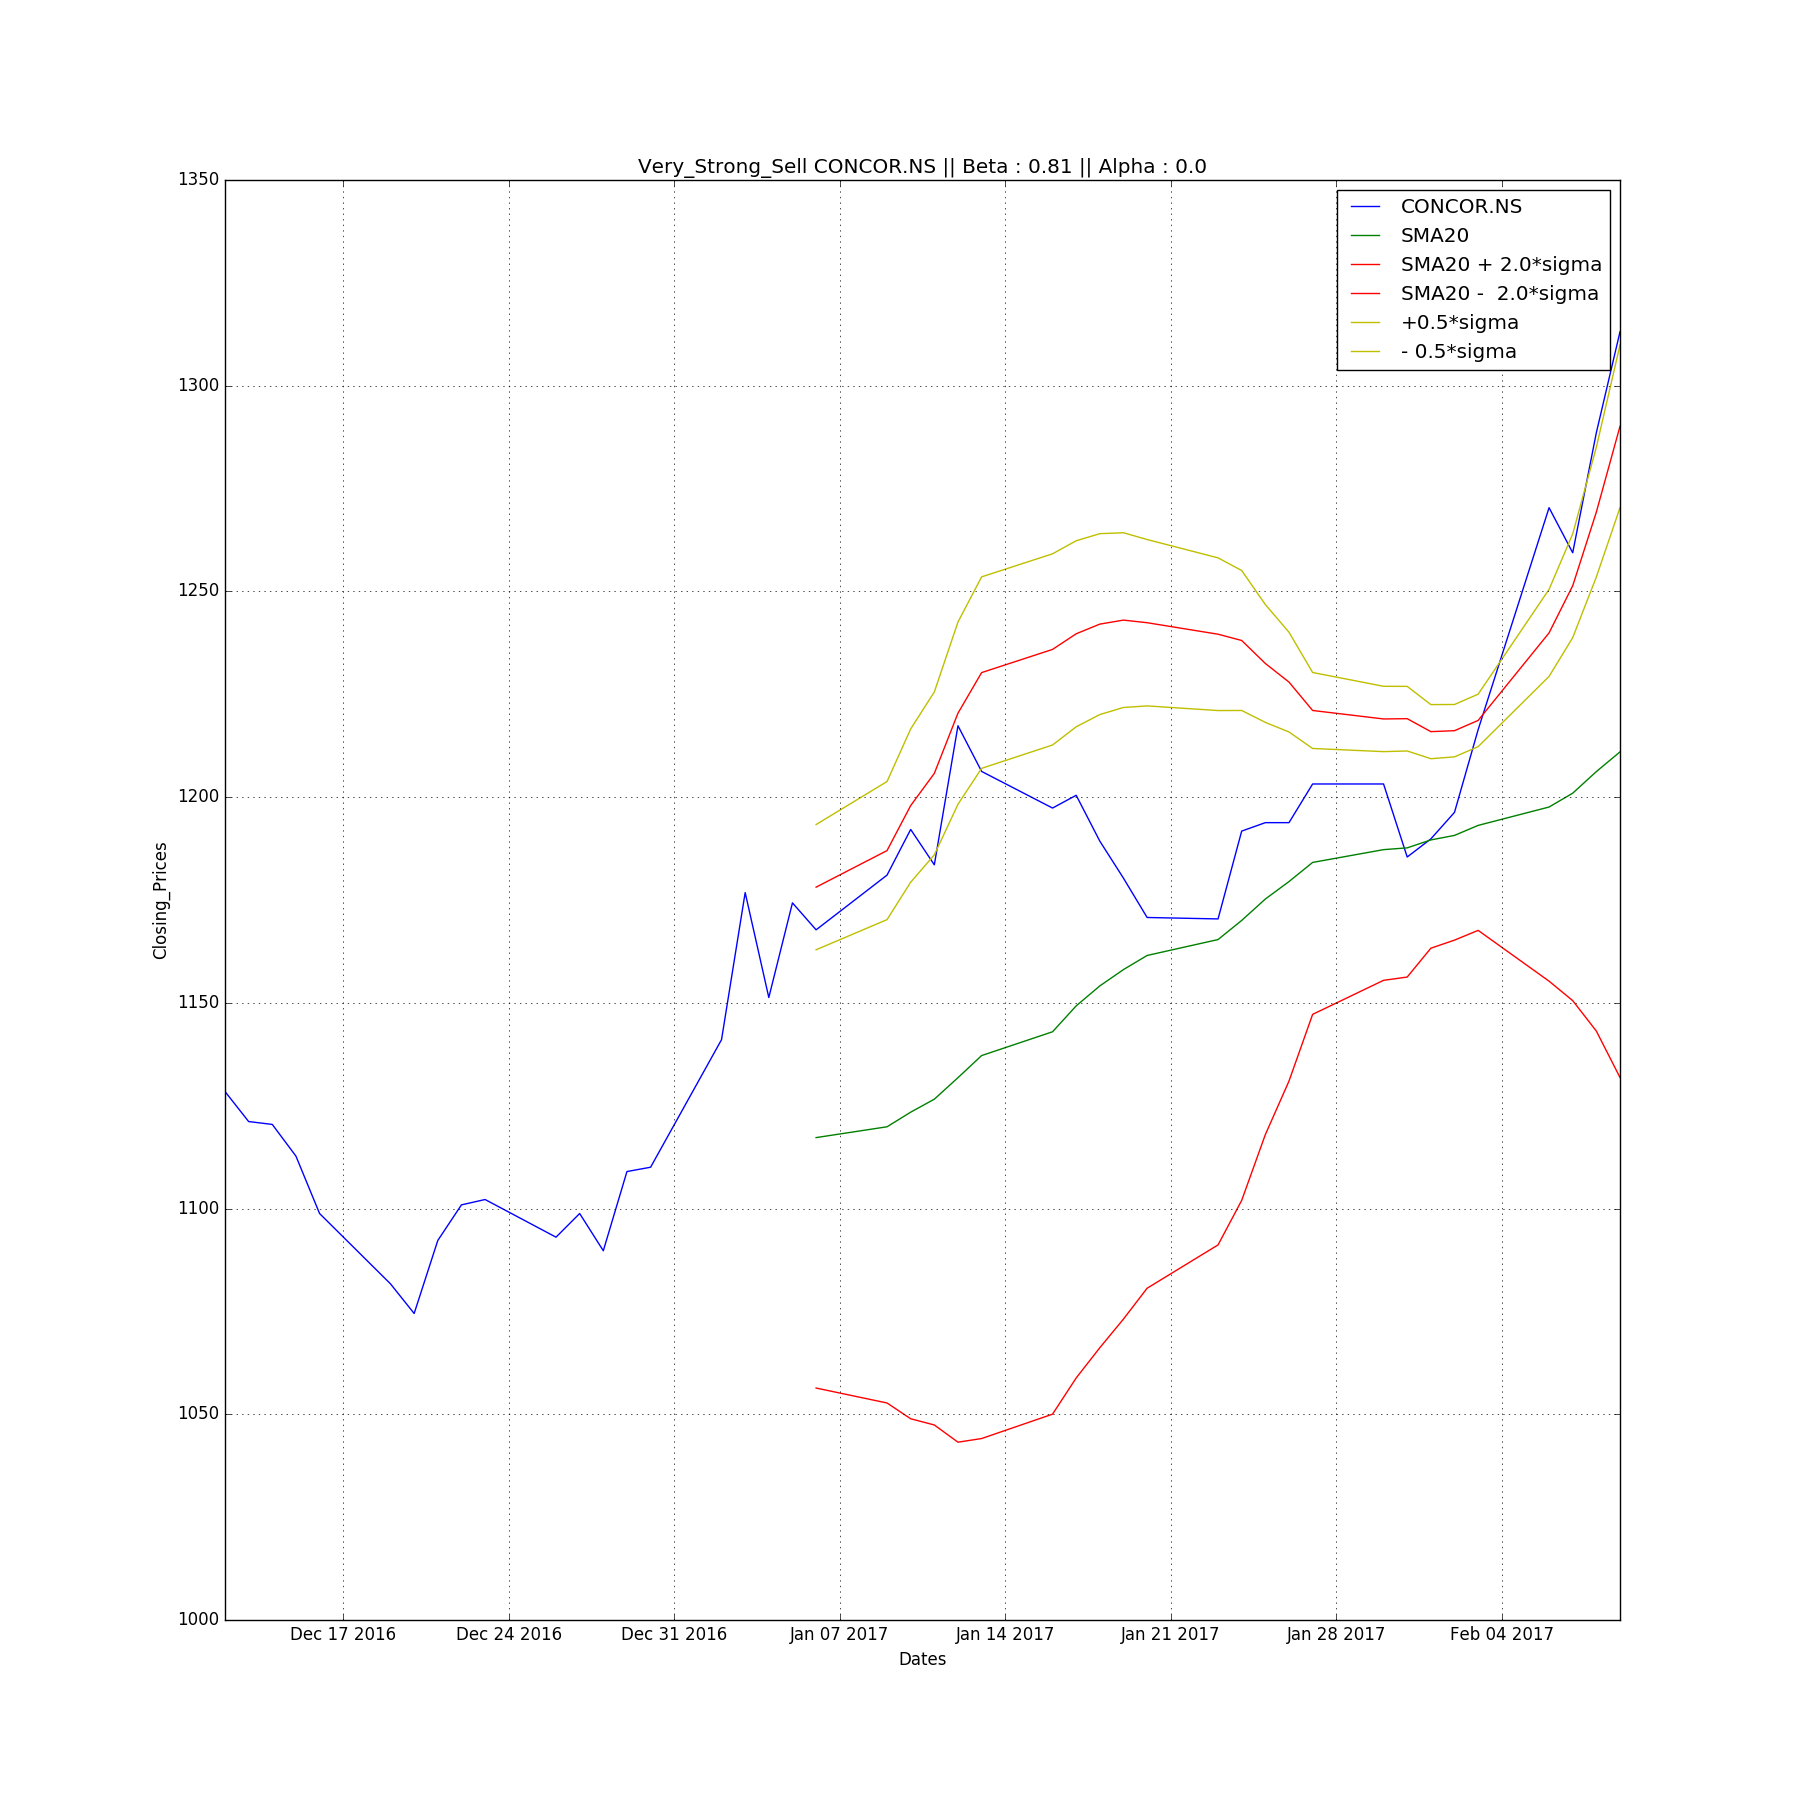 Very_Strong_Sell CONCOR.NS || Beta : 0.81 || Alpha : 0.0
1350
1300
1250
1200
1150
1100
1050
1000
Closing_Prices
CONCOR.NS
SMA20
SMA20 + 2.0*sigma
SMA20 -  2.0*sigma
+0.5*sigma
- 0.5*sigma
Dec 17 2016
Dec 24 2016
Dec 31 2016
Jan 07 2017
Jan 14 2017
Jan 21 2017
Jan 28 2017
Feb 04 2017
Dates